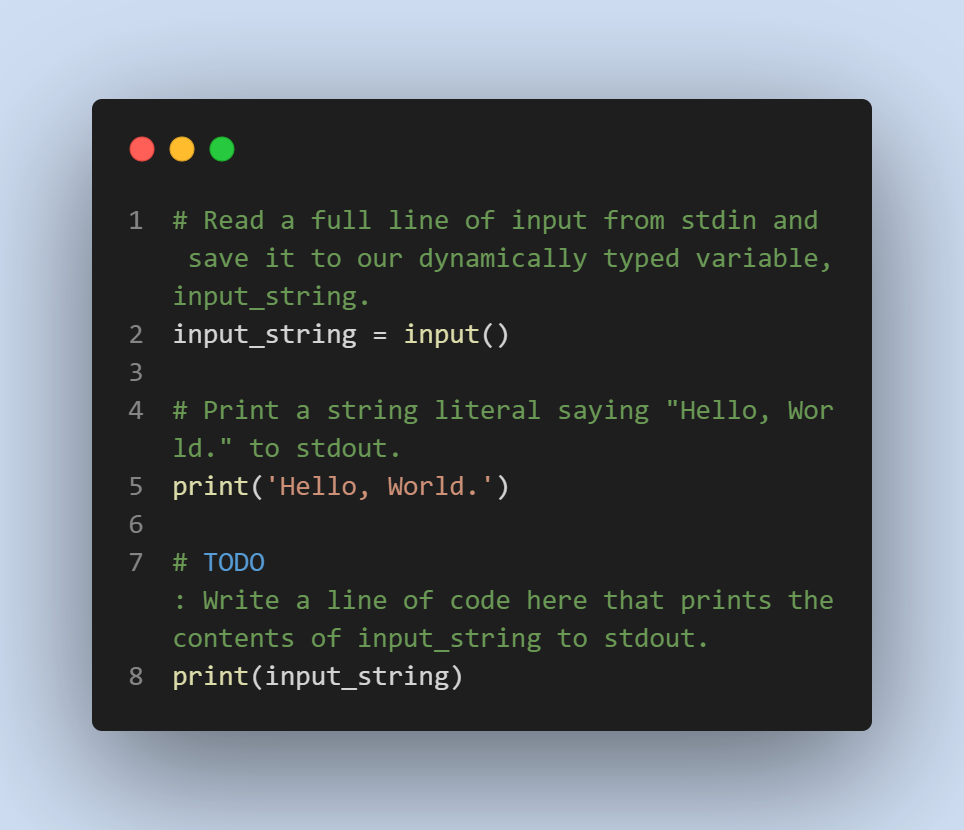 1 # Read a full line of input from stdin and
save it to our dynamically typed variable,
input_string.
2 input_string = input()
3
4 # Print a string literal saying "Hello, Wor
ld." to stdout.
5 print('Hello, World.')
6
7 # TODO
: Write a line of code here that prints the
contents of input_string to stdout.
8 print(input_string)